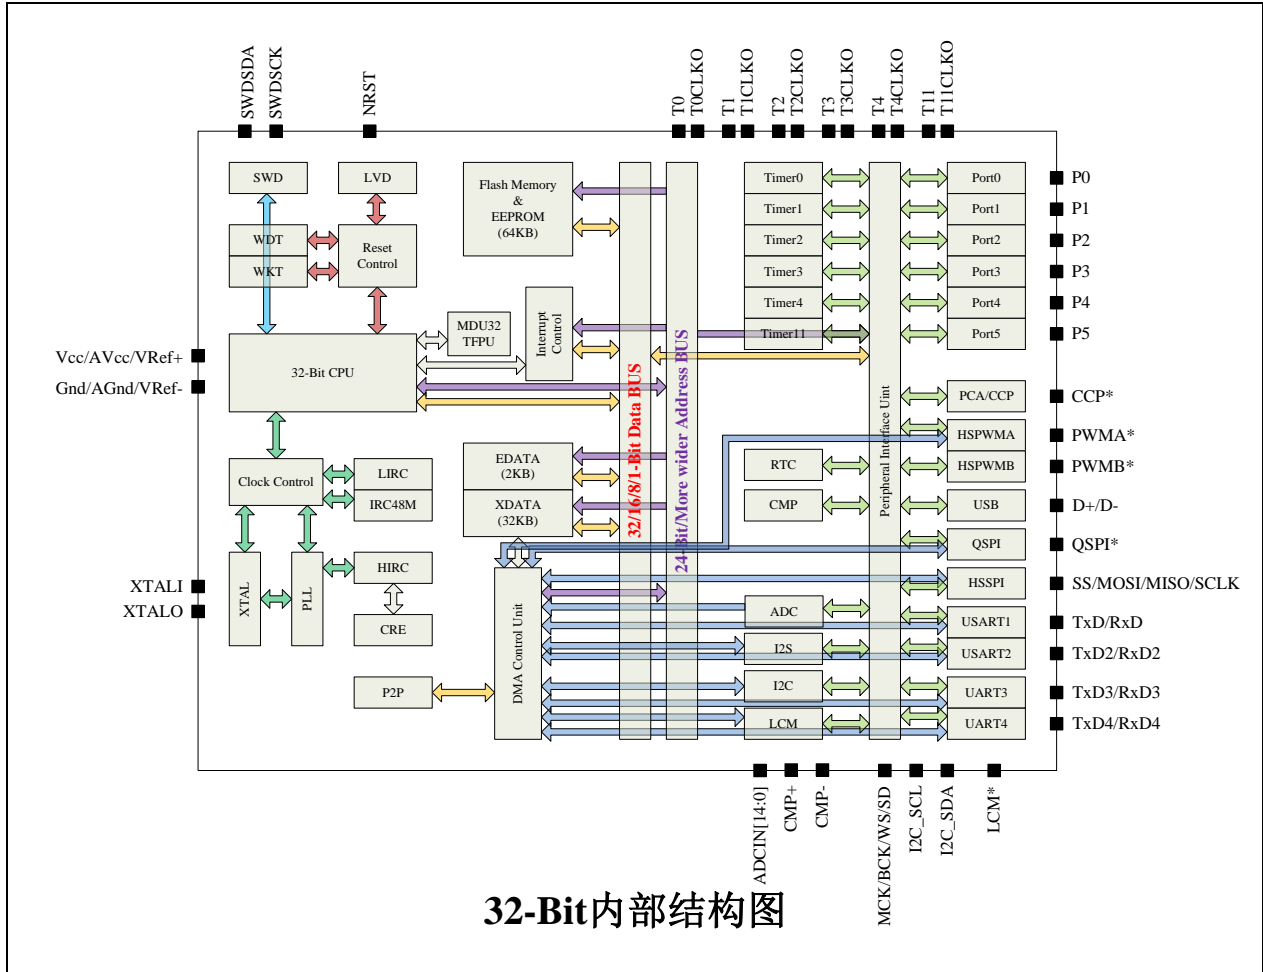 SWDSDA
SWDSCK
NRST
T0
T0CLKO
T1
T1CLKO
T2
T2CLKO
T3
T3CLKO
T4
T4CLKO
T11
T11CLKO
SWD
LVD
WDT
WKT
Reset
Control
Flash Memory
&
EEPROM
(64KB)
Timer0
Timer1
Timer2
Timer3
Timer4
Timer11
Port0
Port1
Port2
Port3
Port4
Port5
P0
P1
P2
P3
P4
P5
Vcc/AVcc/VRef+
Gnd/AGnd/VRef-
32-Bit CPU
MDU32
TFPU
Interrupt
Control
32/16/8/1-Bit Data BUS
24-Bit/More wider Address BUS
Peripheral Interface Uint
PCA/CCP
HSPWMA
HSPWMB
USB
QSPI
HSSPI
USART1
USART2
UART3
UART4
CCP*
PWMA*
PWMB*
D+/D-
QSPI*
SS/MOSI/MISO/SCLK
TxD/RxD
TxD2/RxD2
TxD3/RxD3
TxD4/RxD4
Clock Control
LIRC
IRC48M
EDATA
(2KB)
XDATA
(32KB)
RTC
CMP
XTALI
XTALO
XTAL
PLL
HIRC
CRE
P2P
DMA Control Unit
ADC
I2S
I2C
LCM
ADCIN[14:0]
CMP+
CMP-
MCK/BCK/WS/SD
I2C_SCL
I2C_SDA
LCM*
32-Bit内部结构图